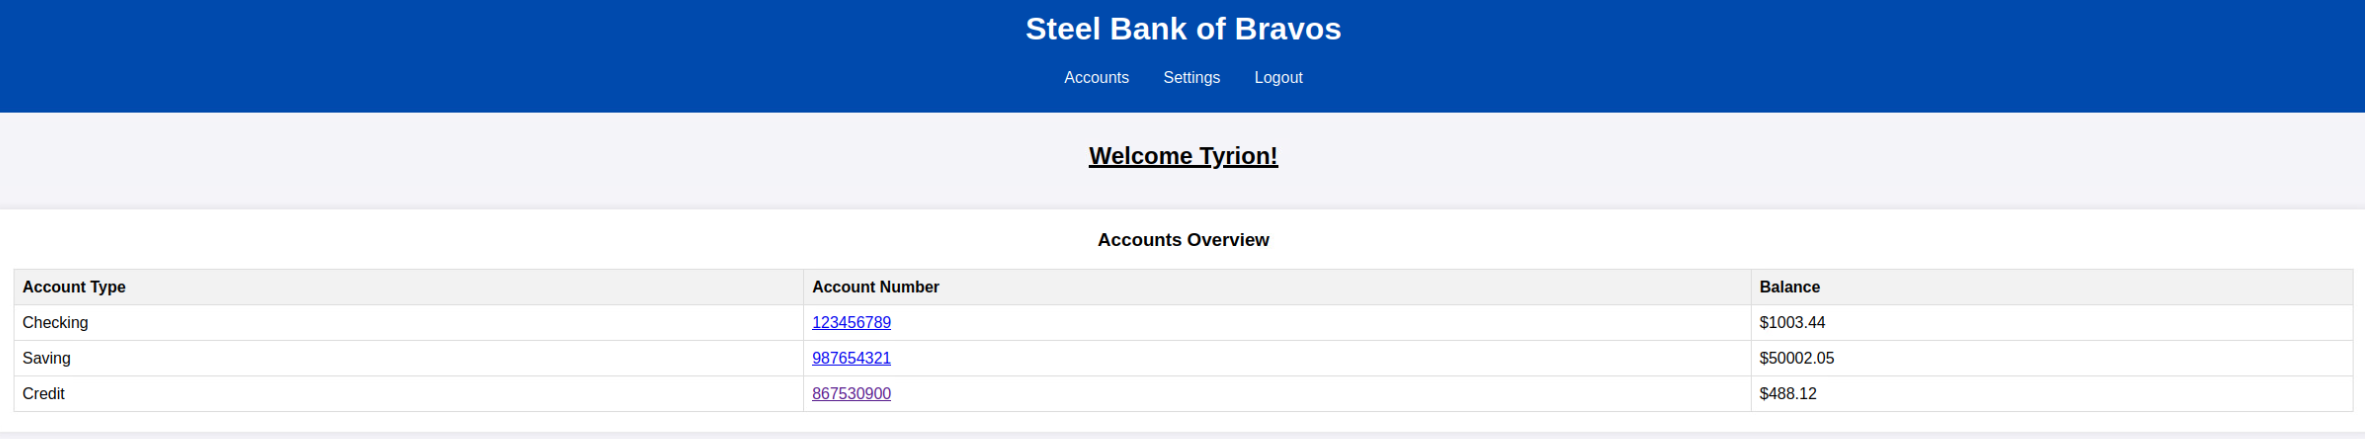 Steel Bank of Bravos
Accounts Settings Logout
Welcome Tyrion!
Accounts Overview
Account Type Account Number Balance
Checking 123456789 $1003.44
Saving 987654321 $50002.05
Credit 867530900 $488.12